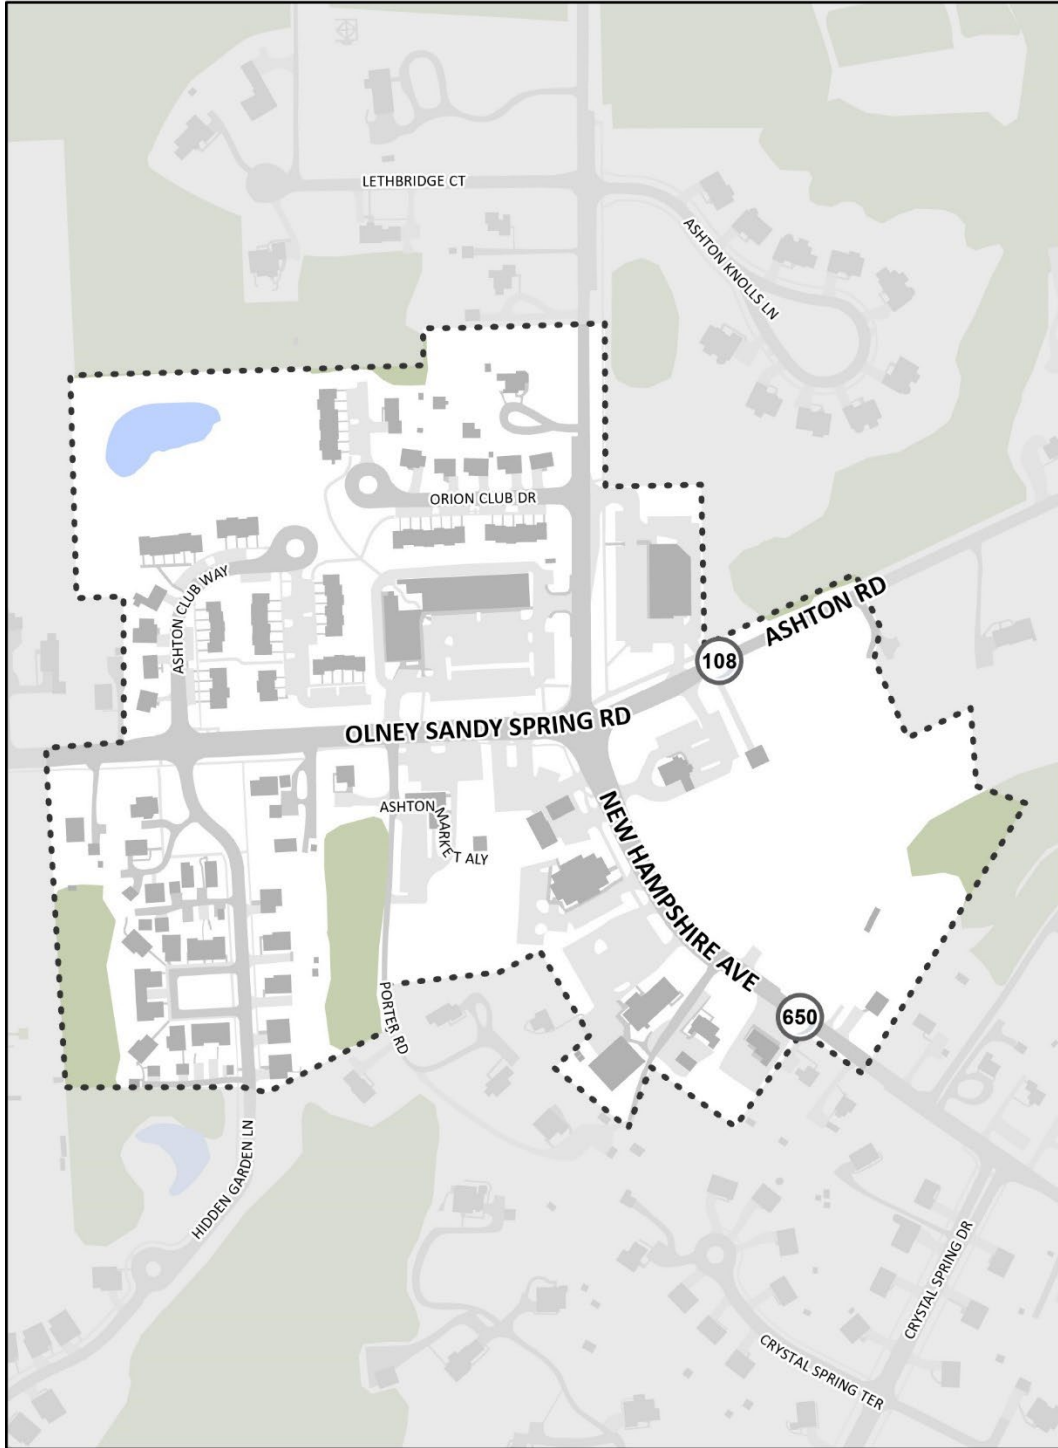 LETHBRIDGE CT
ASHTON KNOLLS LN
ORION CLUB DR
ASHTON CLUB WAY
ASHTON RD
108
OLNEY SANDY SPRING RD
ASHTON MARKET ALY
NEW HAMPSHIRE AVE
PORTER RD
650
HIDDEN GARDEN LN
CRYSTAL SPRING DR
CRYSTAL SPRING TER